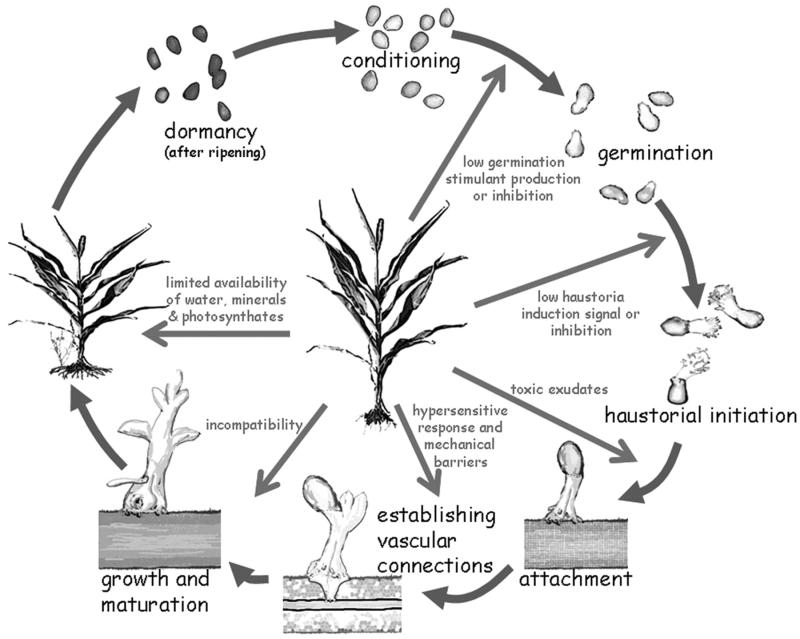 conditioning
dormancy
(after ripening)
germination
low germination
stimulant production
or inhibition
limited availability
of water, minerals
& photosynthates
low haustoria
induction signal or
inhibition
toxic exudates
haustorial initiation
incompatibility
hypersensitive
response and
mechanical
barriers
establishing
vascular
connections
attachment
growth and
maturation